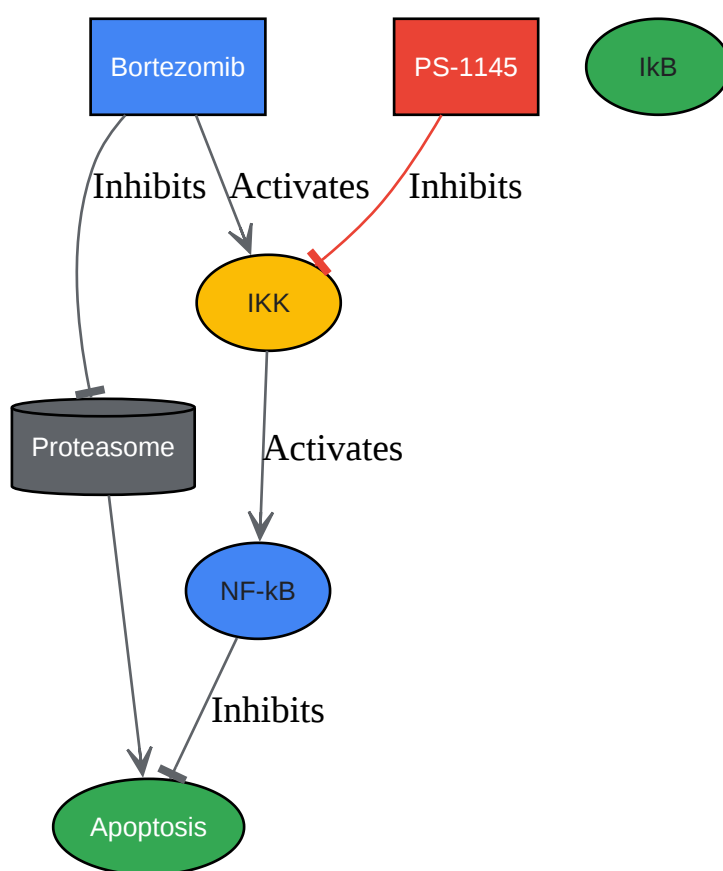 Bortezomib
PS-1145
IkB
Inhibits
Activates
Inhibits
IKK
Proteasome
Activates
NF-kB
Inhibits
Apoptosis